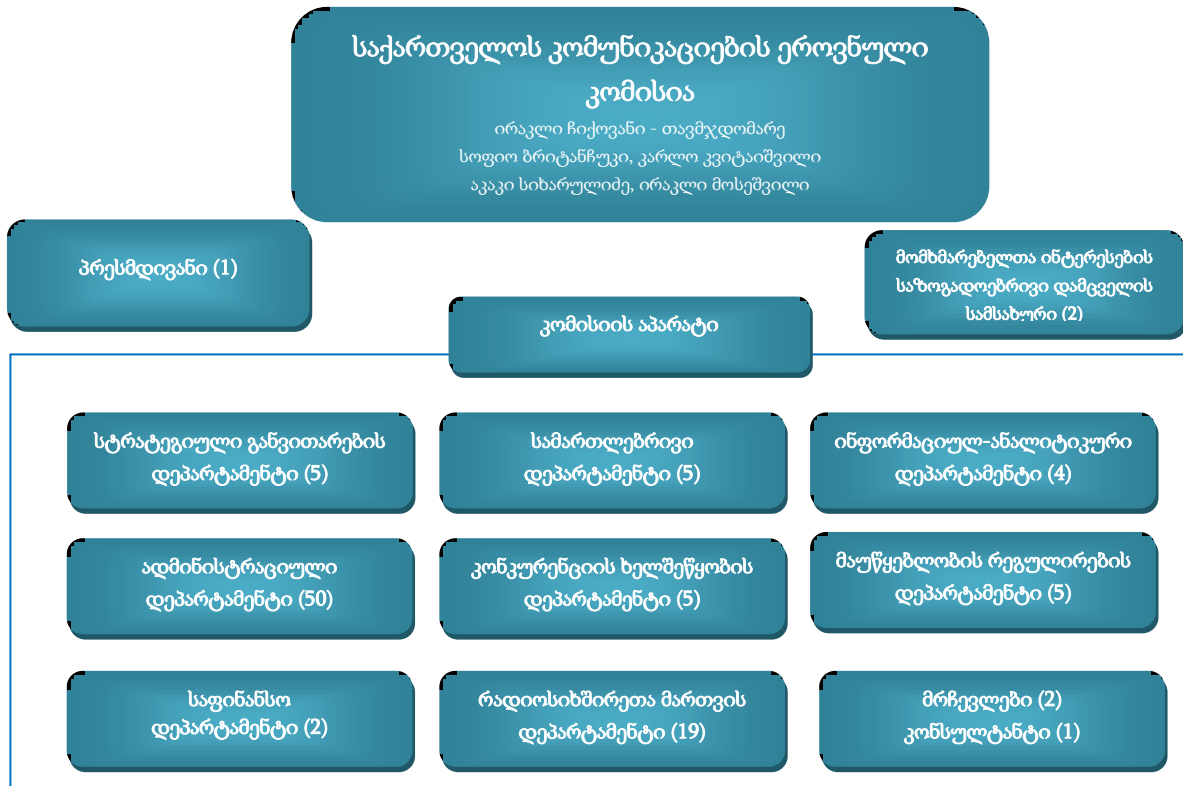 საქართველოს კომუნიკაციების ეროვნული
კომისია
ირაკლი ჩიქოვანი - თავმჯდომარე
სოფიო ბრიტანჩუკი, კარლო კვიტაიშვილი
აკაკი სიხარულიძე, ირაკლი მოსეშვილი
პრესმდივანი (1)
მომხმარებელთა ინტერესების
საზოგადოებრივი დამცველის
სამსახური (2)
კომისიის აპარატი
სტრატეგიული განვითარების
დეპარტამენტი (5)
სამართლებრივი
დეპარტამენტი (5)
ინფორმაციულ-ანალიტიკური
დეპარტამენტი (4)
ადმინისტრაციული
დეპარტამენტი (50)
კონკურენციის ხელშეწყობის
დეპარტამენტი (5)
მაუწყებლობის რეგულირების
დეპარტამენტი (5)
საფინანსო
დეპარტამენტი (2)
რადიოსიხშირეთა მართვის
დეპარტამენტი (19)
მრჩევლები (2)
კონსულტანტი (1)